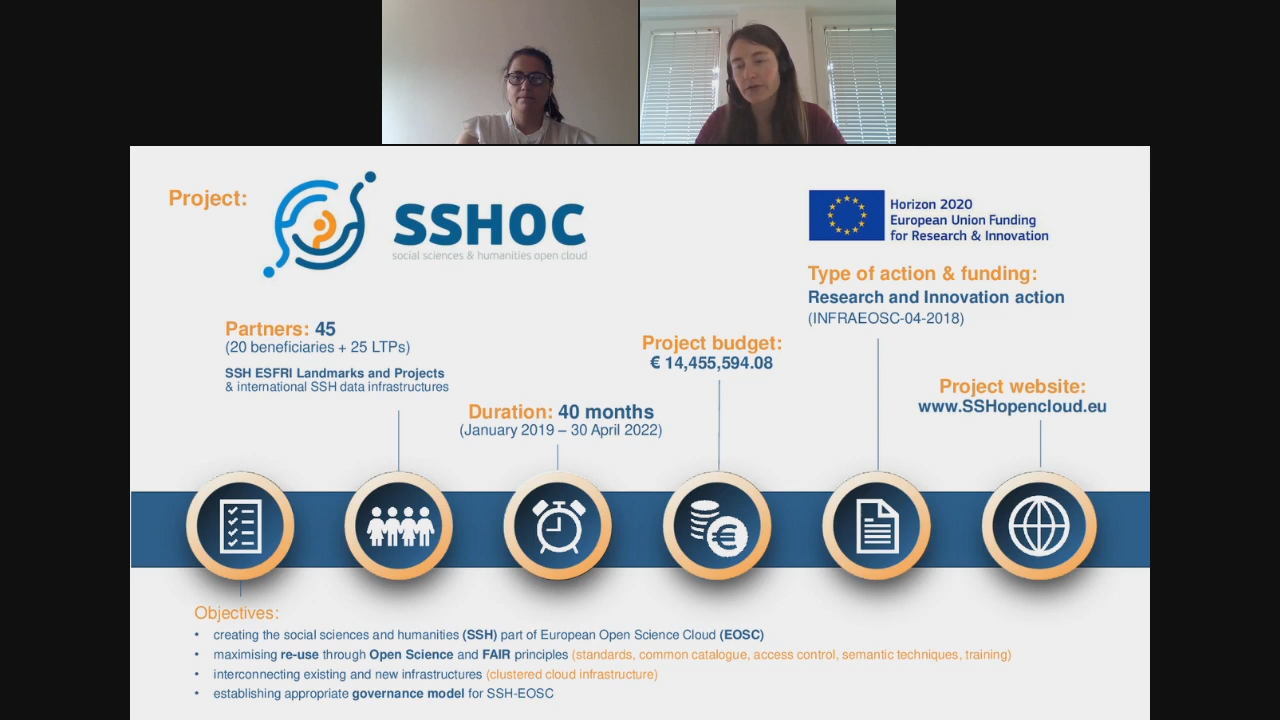 Project:
SSHOC
social sciences & humanities open cloud
Horizon 2020
European Union Funding
for Research & Innovation
Type of action & funding:
Research and Innovation action
(INFRAEOSC-04-2018)
Partners: 45
(20 beneficiaries + 25 LTPs)
SSH ESFRI Landmarks and Projects
& international SSH data infrastructures
Duration: 40 months
(January 2019 – 30 April 2022)
Project budget:
€ 14,455,594.08
Project website:
www.SSHopencloud.eu
Objectives:
• creating the social sciences and humanities (SSH) part of European Open Science Cloud (EOSC)
• maximising re-use through Open Science and FAIR principles (standards, common catalogue, access control, semantic techniques, training)
• interconnecting existing and new infrastructures (clustered cloud infrastructure)
• establishing appropriate governance model for SSH-EOSC